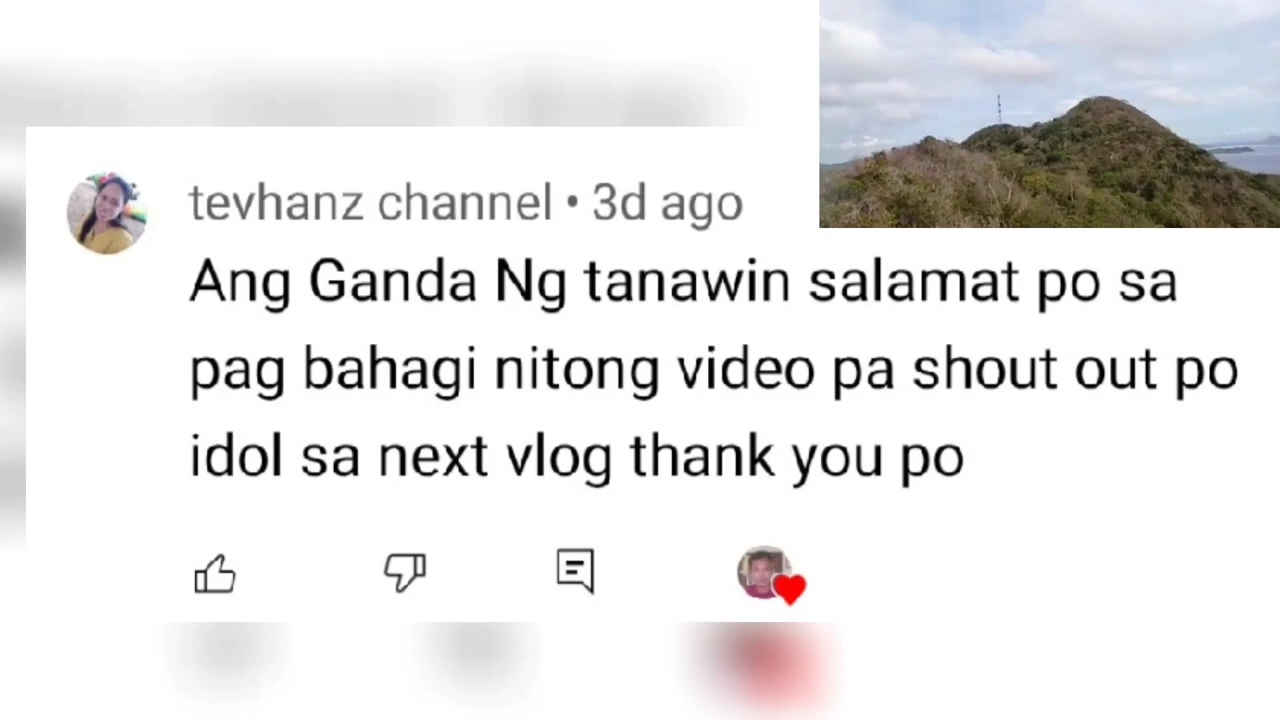 tevhanz channel • 3d ago
Ang Ganda Ng tanawin salamat po sa
pag bahagi nitong video pa shout out po
idol sa next vlog thank you po